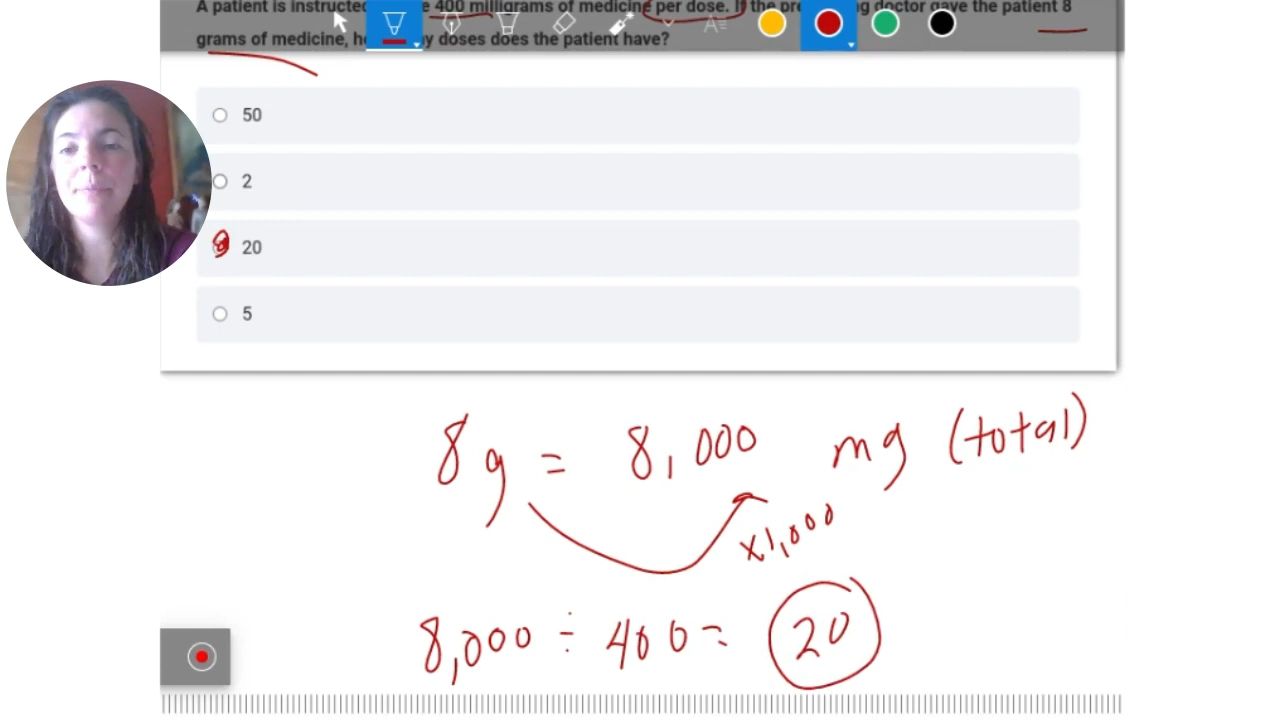 A patient is instructed 400 milligrams of medicine per dose. If the doctor gave the patient 8
grams of medicine, doses does the patient have?
50
2
20
5
8g = 8,000 mg (total)
x1,000
8,000 ÷ 400 = 20